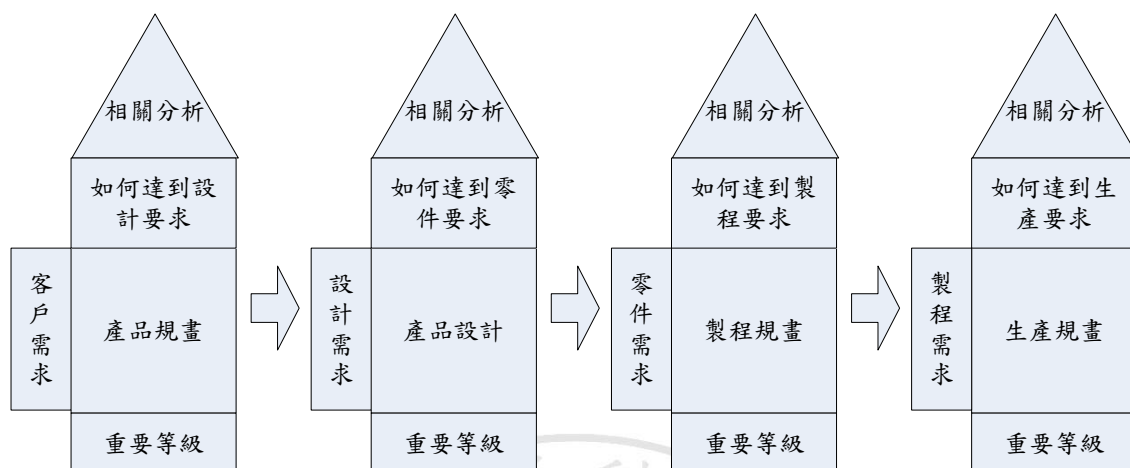 相關分析
如何達到設
計要求
客戶需求
產品規畫
重要等級
相關分析
如何達到零
件要求
設計需求
產品設計
重要等級
相關分析
如何達到製
程要求
零件需求
製程規畫
重要等級
相關分析
如何達到生
產要求
製程需求
生產規畫
重要等級